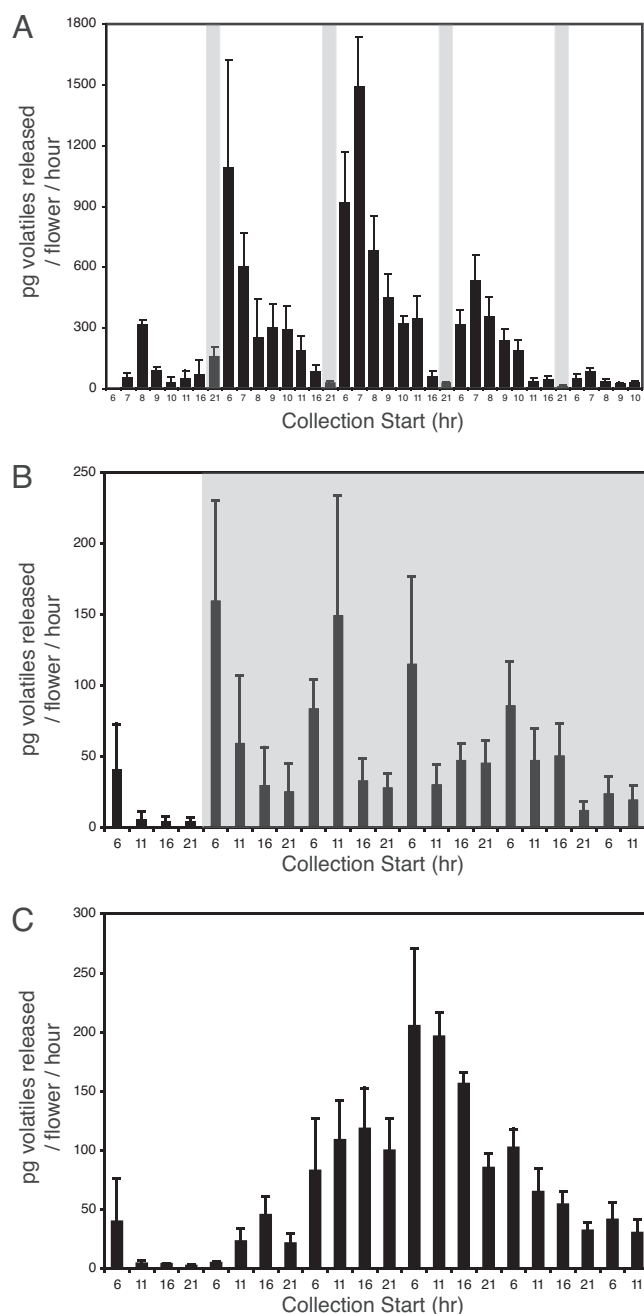 A
pg volatiles released
/ flower / hour
1800
1500
1200
900
600
300
0
6 7 8 9 10 11 16 21 6 7 8 9 10 11 16 21 6 7 8 9 10 11 16 21 6 7 8 9 10 11 16 21 6 7 8 9 10
Collection Start (hr)
B
pg volatiles released
/ flower / hour
250
200
150
100
50
0
6 11 16 21 6 11 16 21 6 11 16 21 6 11 16 21 6 11 16 21 6 11
Collection Start (hr)
C
pg volatiles released
/ flower / hour
300
250
200
150
100
50
0
6 11 16 21 6 11 16 21 6 11 16 21 6 11 16 21 6 11 16 21 6 11
Collection Start (hr)